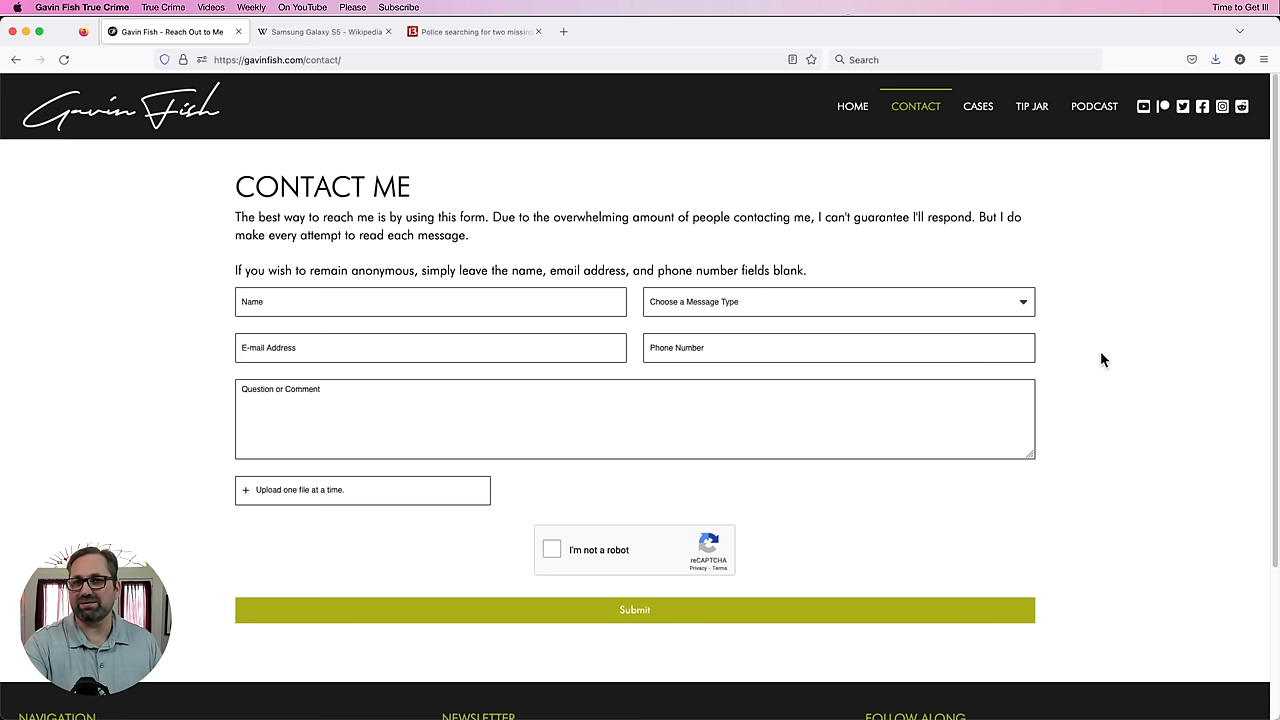 Gavin Fish True Crime True Crime Videos Weekly On YouTube Please Subscribe Time to Get Ill
Gavin Fish - Reach Out to Me Samsung Galaxy S5 - Wikipedia Police searching for two missing
https://gavinfish.com/contact/ Search
Gavin Fish HOME CONTACT CASES TIP JAR PODCAST
CONTACT ME
The best way to reach me is by using this form. Due to the overwhelming amount of people contacting me, I can't guarantee I'll respond. But I do
make every attempt to read each message.
If you wish to remain anonymous, simply leave the name, email address, and phone number fields blank.
Name Choose a Message Type
E-mail Address Phone Number
Question or Comment
+ Upload one file at a time.
I'm not a robot
reCAPTCHA
Privacy - Terms
Submit
NAVIGATION NEWSLETTER FOLLOW ALONG